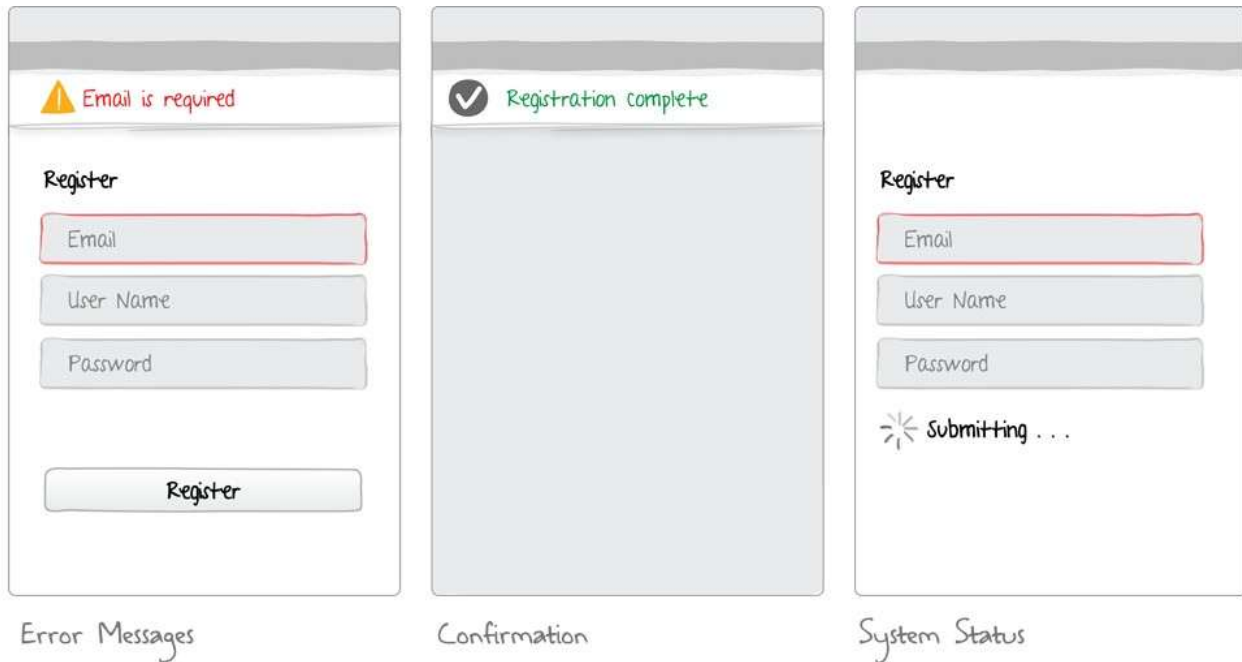 Email is required
Register
Email
User Name
Password
Register
Error Messages
Registration complete
Confirmation
Register
Email
User Name
Password
Submitting . . .
System Status